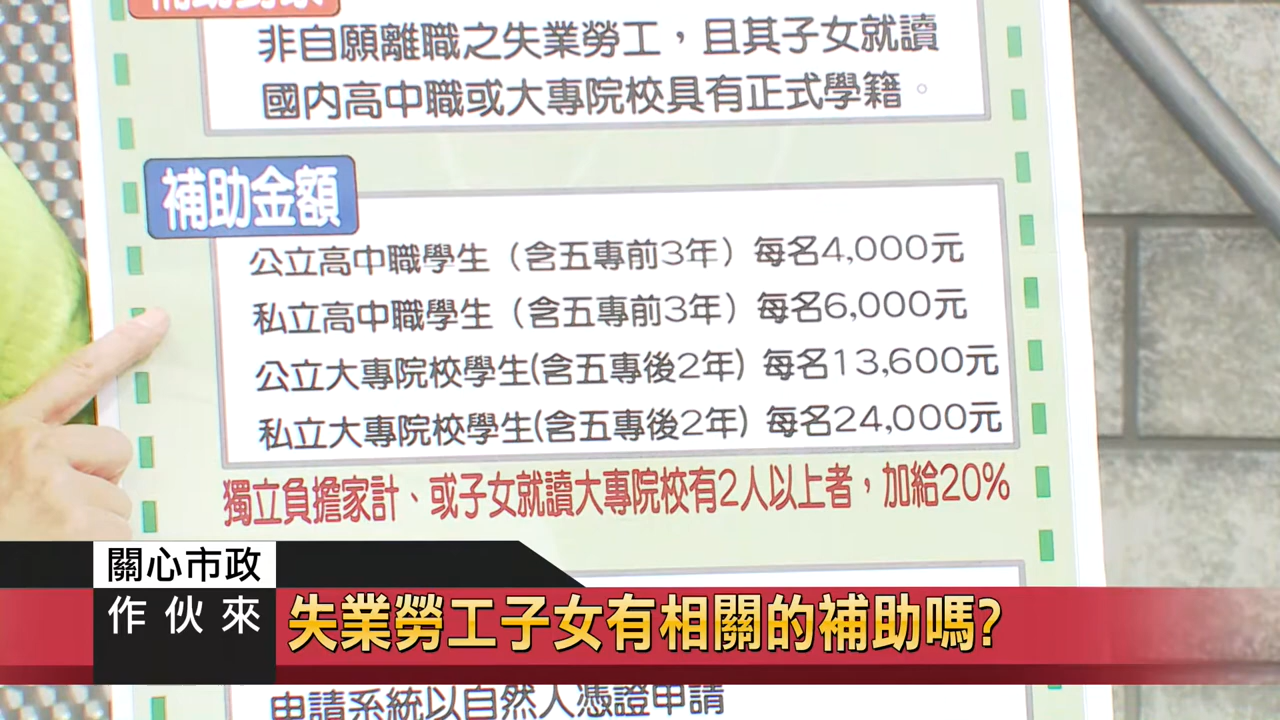 補助對象
非自願離職之失業勞工，且其子女就讀
國內高中職或大專院校具有正式學籍。
補助金額
公立高中職學生（含五專前3年）每名4,000元
私立高中職學生（含五專前3年）每名6,000元
公立大專院校學生(含五專後2年) 每名13,600元
私立大專院校學生(含五專後2年) 每名24,000元
獨立負擔家計、或子女就讀大專院校有2人以上者，加給20%
關心市政
作伙來
失業勞工子女有相關的補助嗎?
申請系統以自然人憑證申請